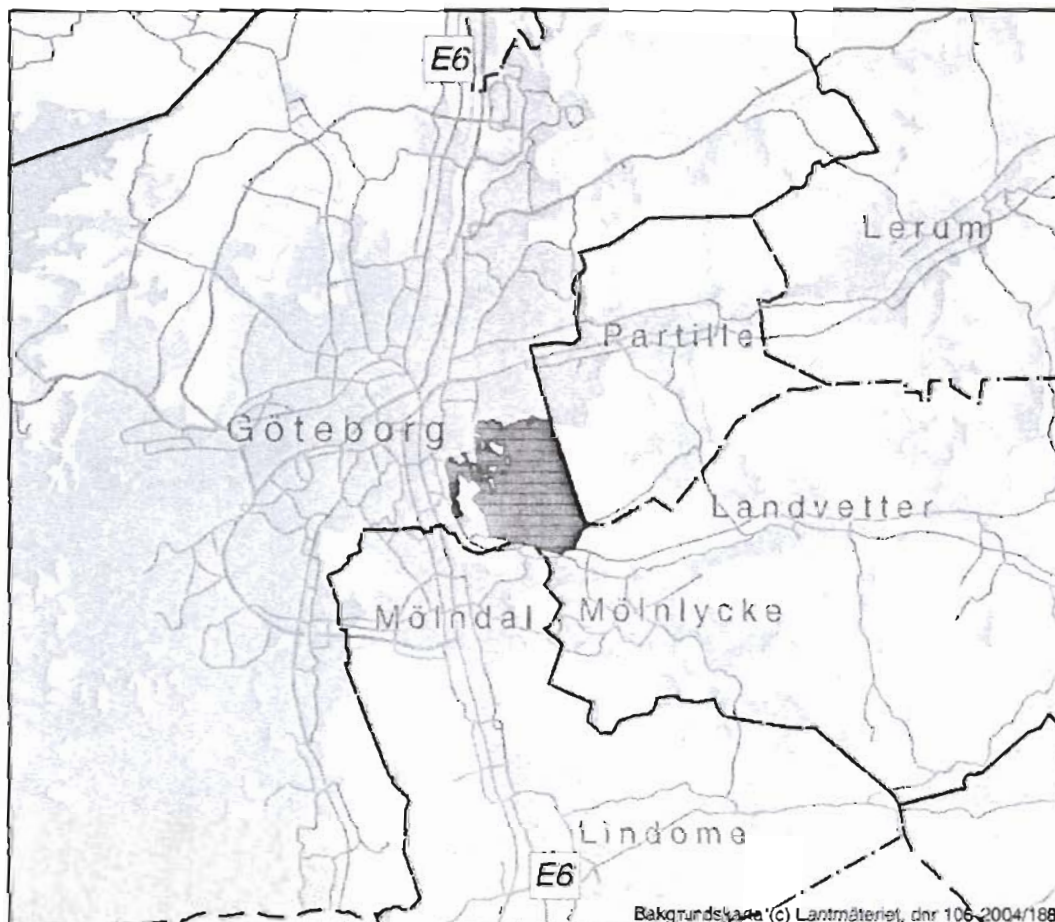 E6
Lerum
Partille
Göteborg
Landvetter
Mölndal
Mölnlycke
Lindome
E6
Bakgrundskarta (c) Lantmäteriet, dnr 106-2004/188